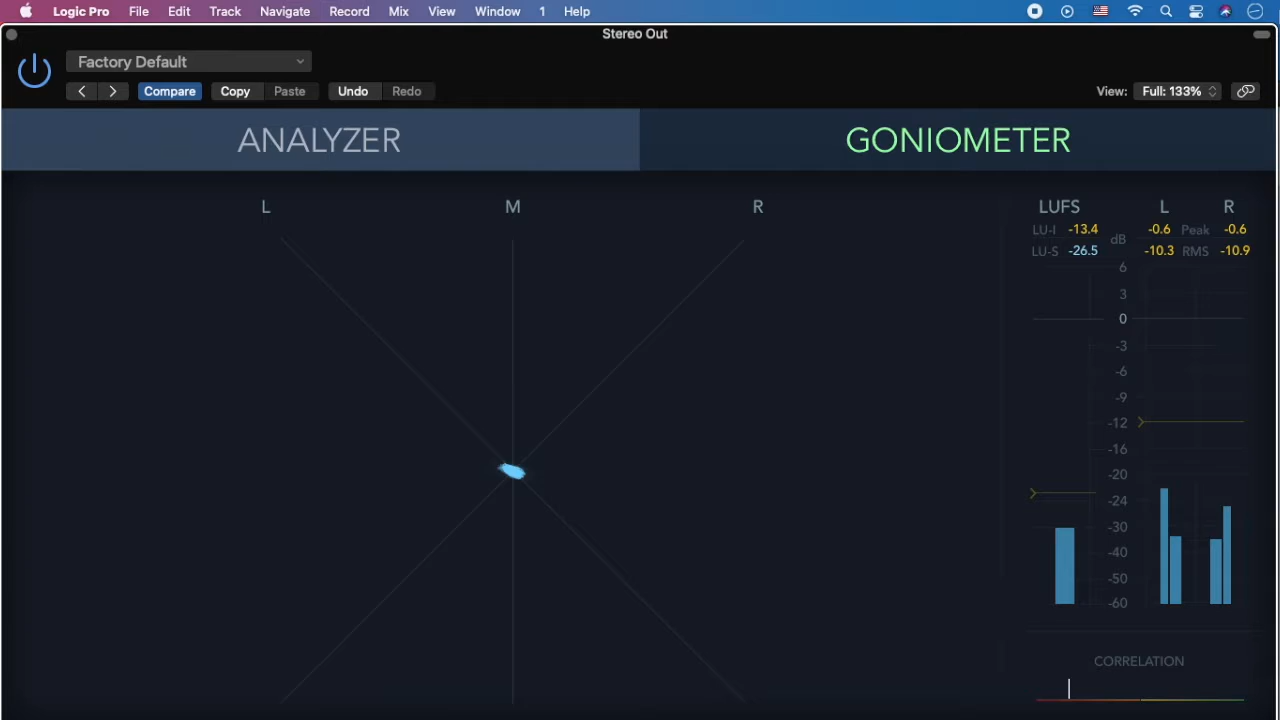 Logic Pro File Edit Track Navigate Record Mix View Window 1 Help
Stereo Out
Factory Default
Compare Copy Paste Undo Redo View: Full: 133%
ANALYZER GONIOMETER
L M R LUFS L R
LU-I -13.4 dB -0.6 Peak -0.6
LU-S -26.5 -10.3 RMS -10.9
6
3
0
-3
-6
-9
-12
-16
-20
-24
-30
-40
-50
-60
CORRELATION